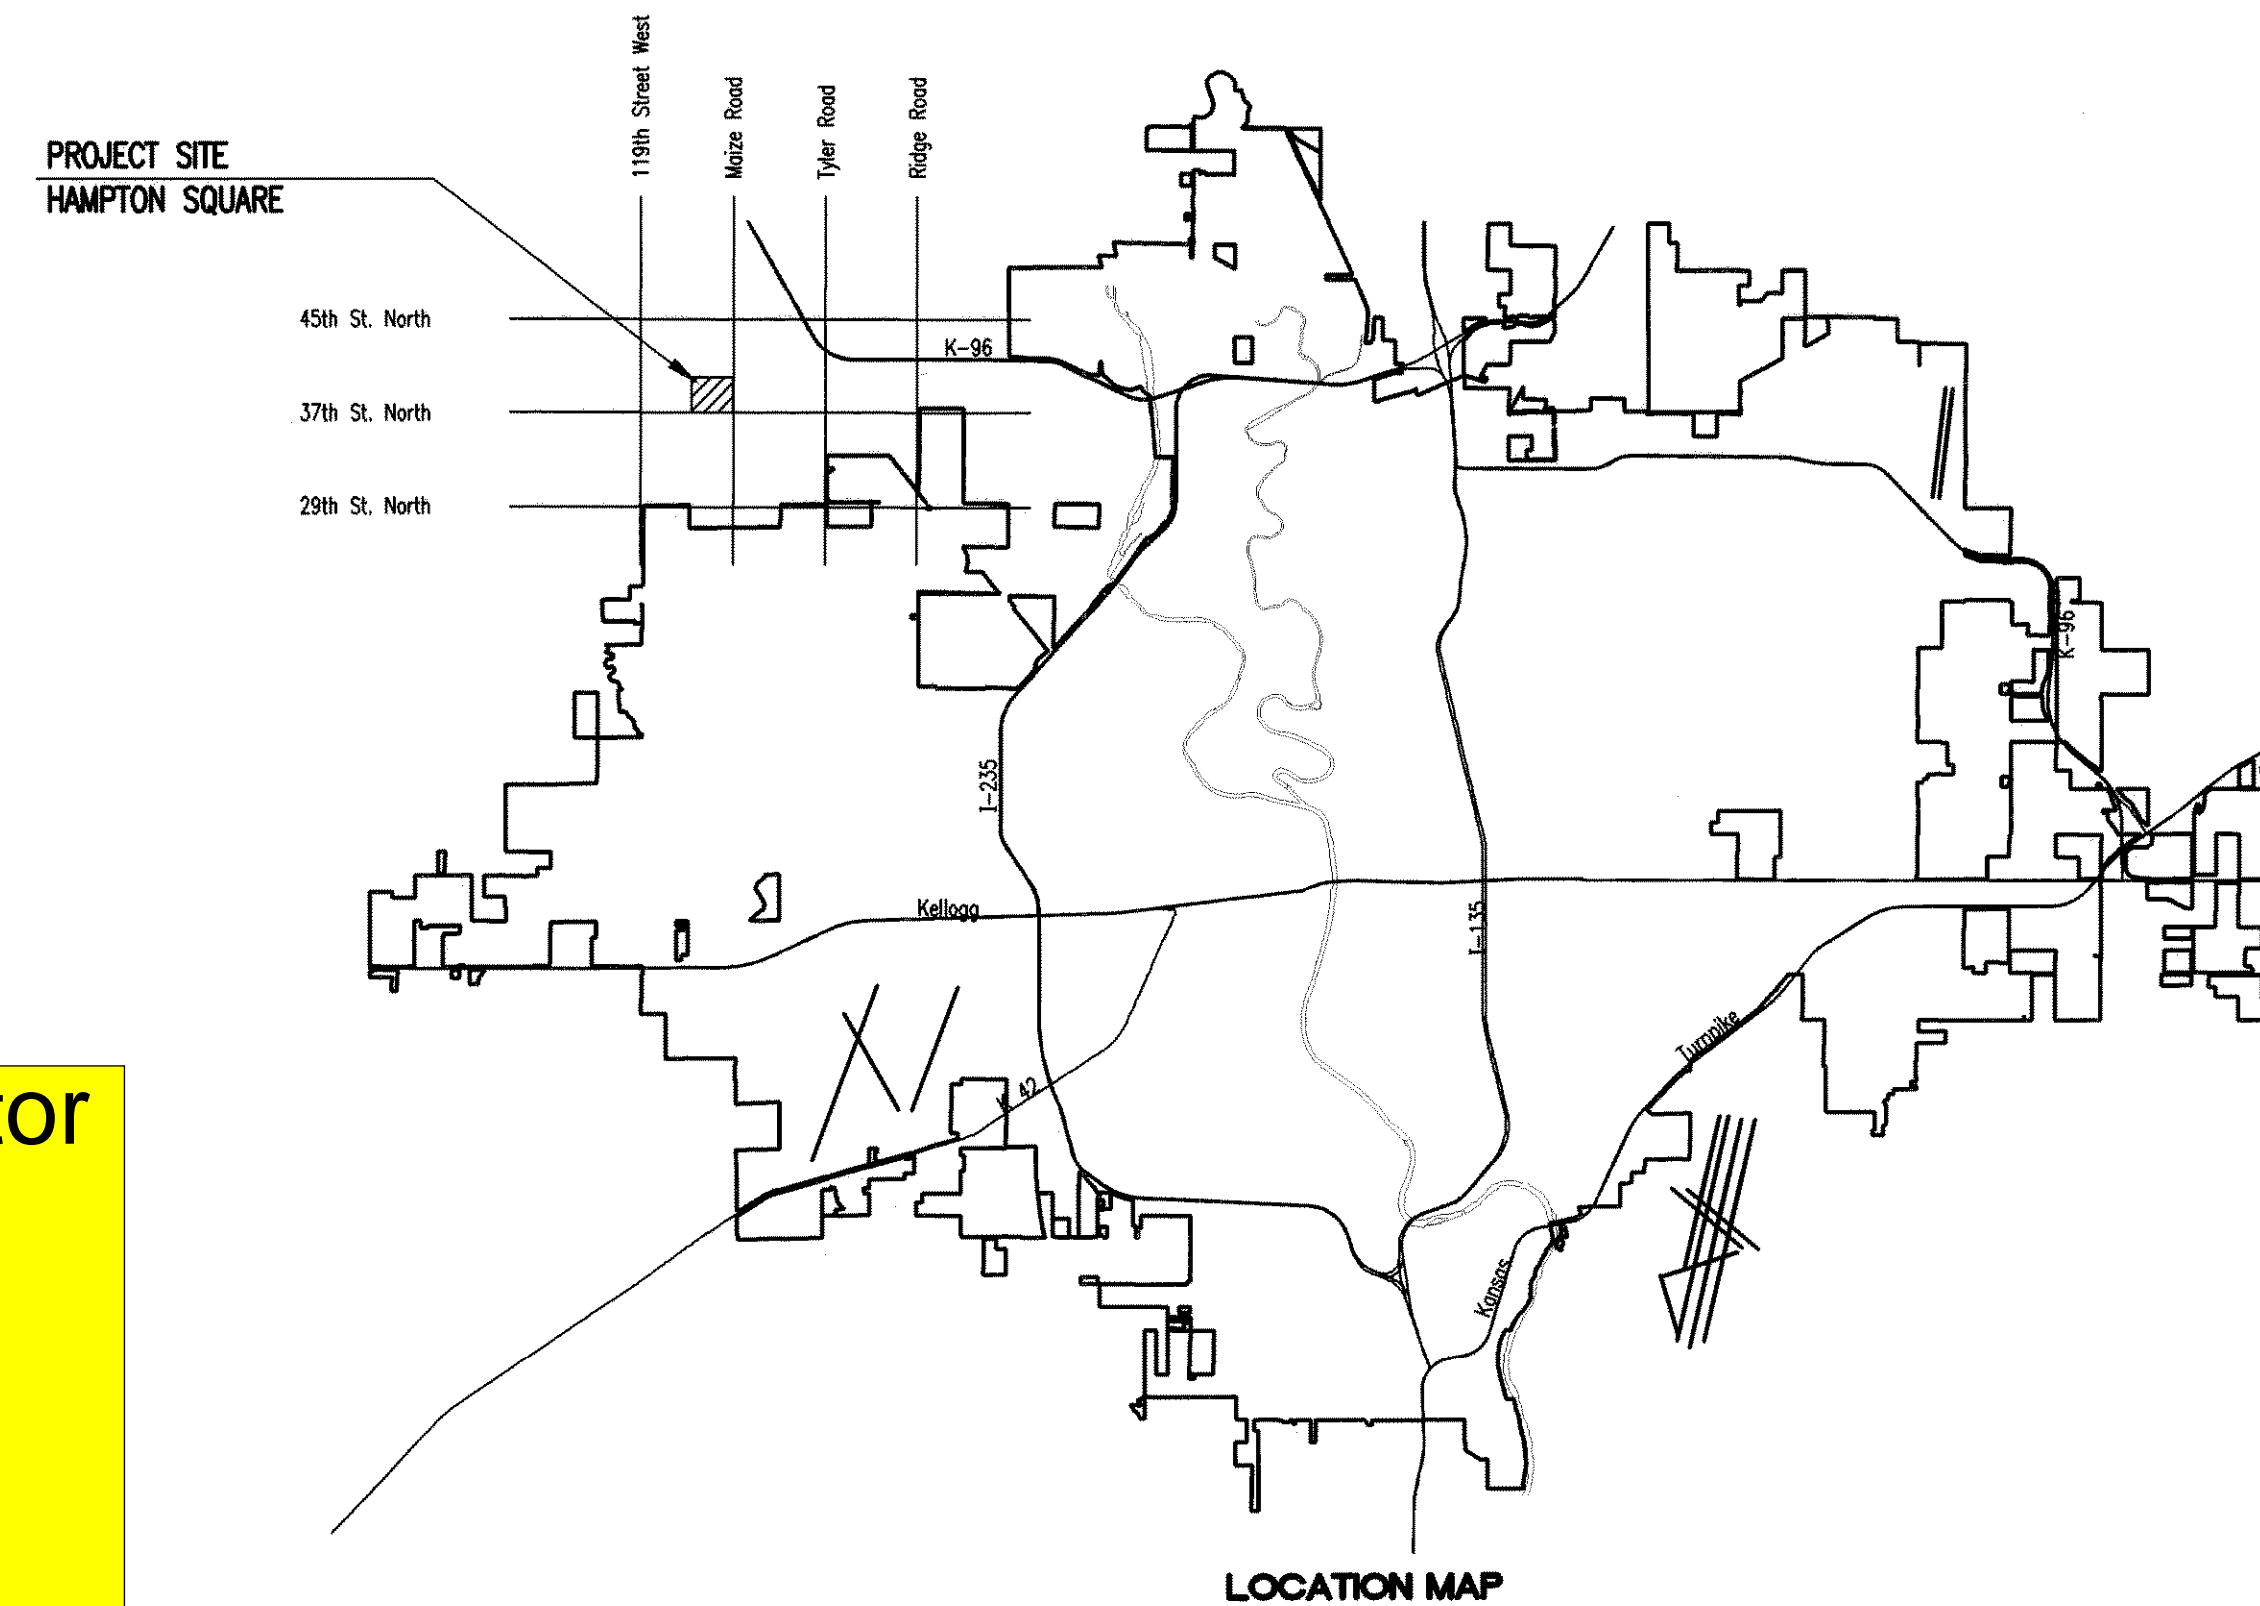 119th Street West
Maize Road
Tyler Road
Ridge Road
PROJECT SITE
HAMPTON SQUARE
45th St. North
K-96
37th St. North
29th St. North
K-96
I-235
Kellogg
I-135
Turnpike
K 42
tor
Kansas
LOCATION MAP